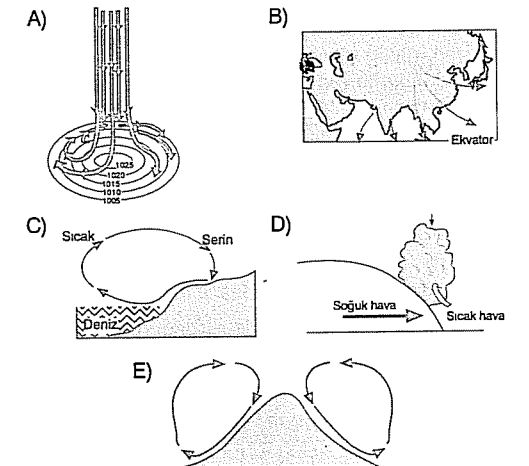 A)
B)
1025
1020
1015
1010
1005
Ekvator
C)
Sıcak
Serin
Deniz
D)
Soğuk hava
Sıcak hava
E)